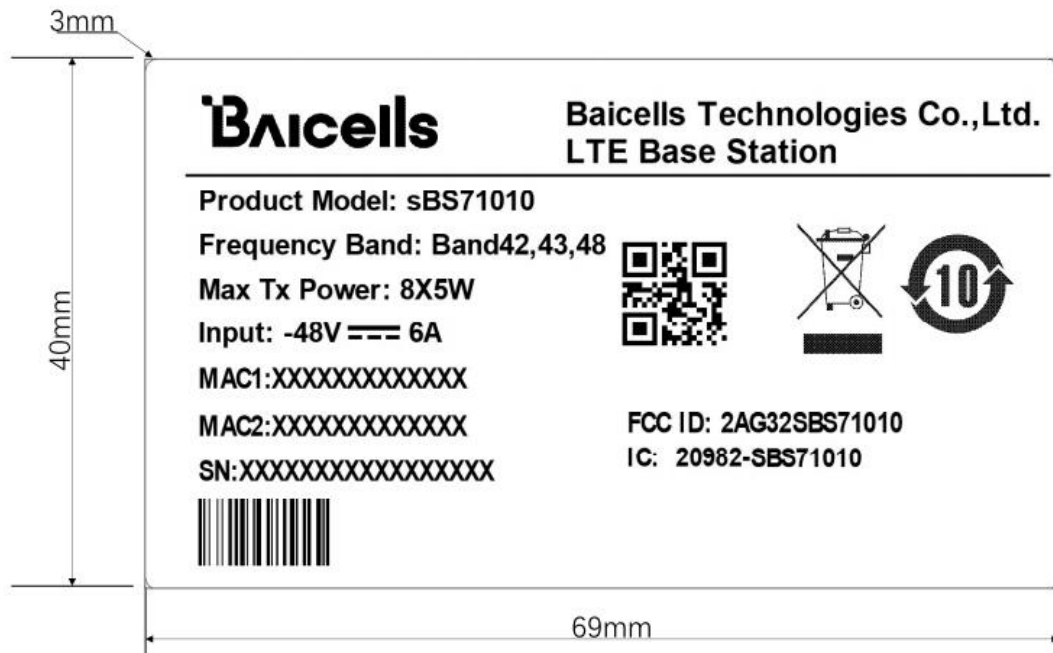 3mm
Baicells
Baicells Technologies Co.,Ltd.
LTE Base Station
Product Model: sBS71010
Frequency Band: Band42,43,48
Max Tx Power: 8X5W
Input: -48V 6A
MAC1:XXXXXXXXXXXXX
MAC2:XXXXXXXXXXXXX
SN:XXXXXXXXXXXXXXXXX
10
FCC ID: 2AG32SBS71010
IC: 20982-SBS71010
40mm
69mm